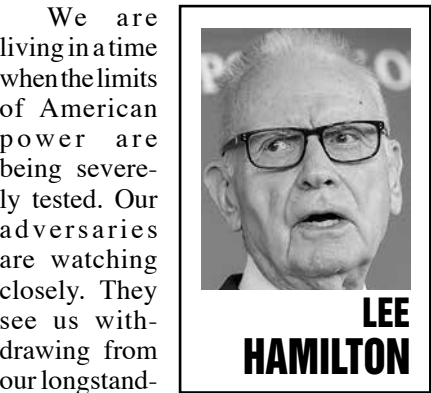 We are
living in a time
when the limits
of American
power are
being severe-
ly tested. Our
adversaries
are watching
closely. They
see us with-
drawing from
our longstand-
LEE
HAMILTON